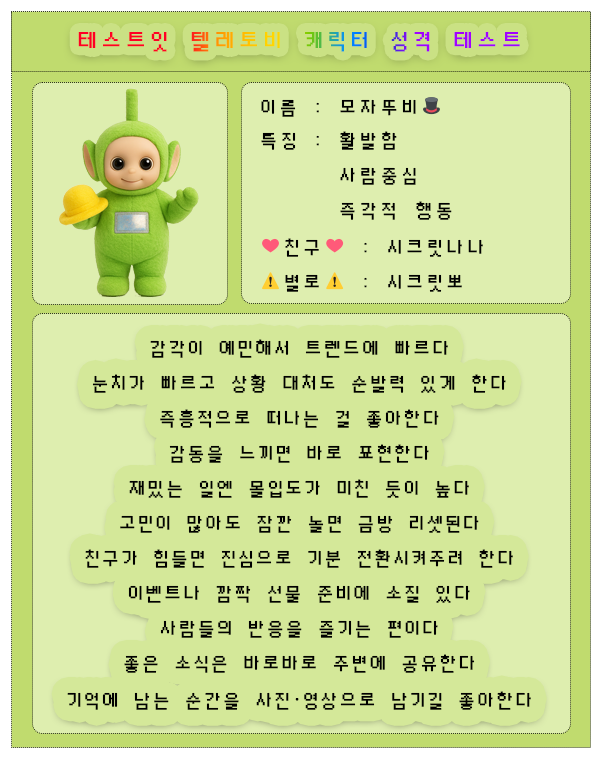 테스트잇 텔레토비 캐릭터 성격 테스트
이름 : 모자뚜비🎩
특징 : 활발함
사람중심
즉각적 행동
❤친구❤ : 시크릿나나
⚠별로⚠ : 시크릿뽀
감각이 예민해서 트렌드에 빠르다
눈치가 빠르고 상황 대처도 순발력 있게 한다
즉흥적으로 떠나는 걸 좋아한다
감동을 느끼면 바로 표현한다
재밌는 일엔 몰입도가 미친 듯이 높다
고민이 많아도 잠깐 놀면 금방 리셋된다
친구가 힘들면 진심으로 기분 전환시켜주려 한다
이벤트나 깜짝 선물 준비에 소질 있다
사람들의 반응을 즐기는 편이다
좋은 소식은 바로바로 주변에 공유한다
기억에 남는 순간을 사진·영상으로 남기길 좋아한다